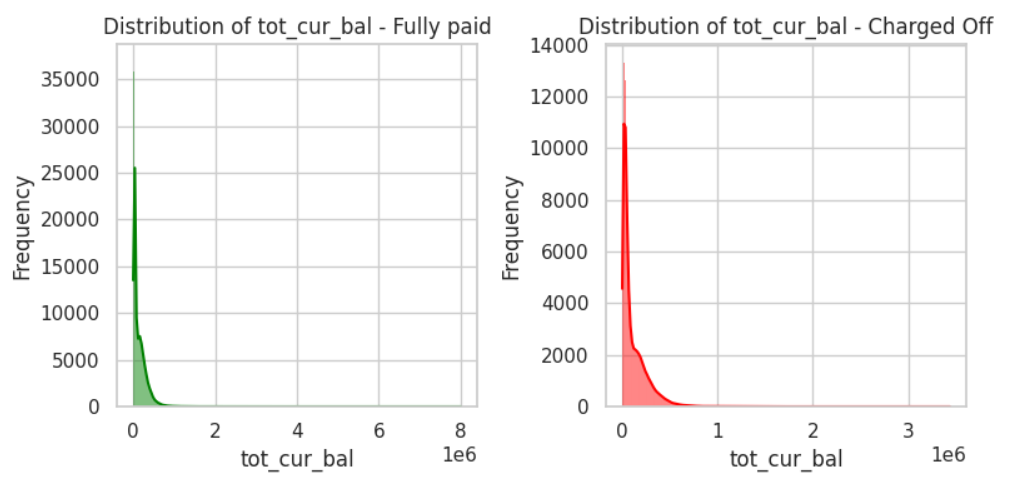 Distribution of tot_cur_bal - Fully paid
Frequency
35000
30000
25000
20000
15000
10000
5000
0
0 2 4 6 8
1e6
tot_cur_bal
Distribution of tot_cur_bal - Charged Off
Frequency
14000
12000
10000
8000
6000
4000
2000
0
0 1 2 3
1e6
tot_cur_bal